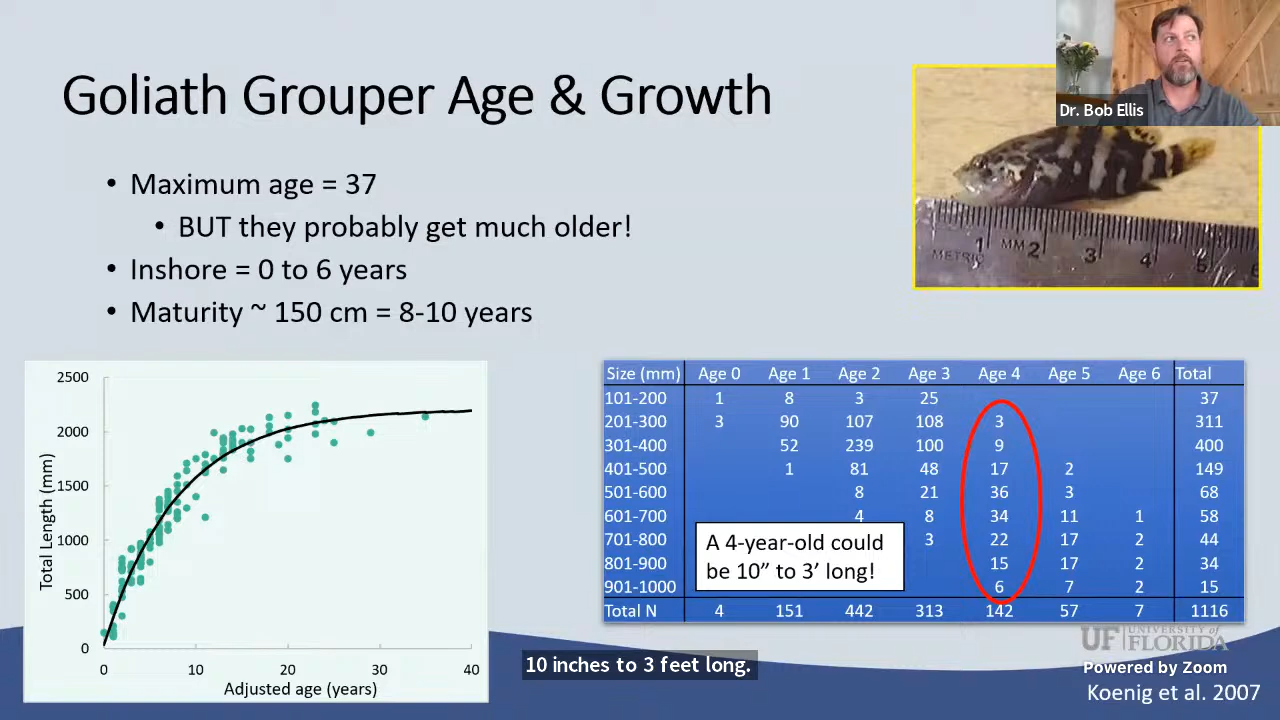 Goliath Grouper Age & Growth
Dr. Bob Ellis
• Maximum age = 37
• BUT they probably get much older!
• Inshore = 0 to 6 years
• Maturity ~ 150 cm = 8-10 years
METRIC 1 MM 2 3 4 5 6
2500
2000
1500
1000
500
0
0 10 20 30 40
Total Length (mm)
Adjusted age (years)
Size (mm) Age 0 Age 1 Age 2 Age 3 Age 4 Age 5 Age 6 Total
101-200 1 8 3 25 37
201-300 3 90 107 108 3 311
301-400 52 239 100 9 400
401-500 1 81 48 17 2 149
501-600 8 21 36 3 68
601-700 4 8 34 11 1 58
701-800 3 22 17 2 44
801-900 15 17 2 34
901-1000 6 7 2 15
Total N 4 151 442 313 142 57 7 1116
A 4-year-old could
be 10” to 3’ long!
10 inches to 3 feet long.
UF UNIVERSITY of
FLORIDA
Powered by Zoom
Koenig et al. 2007